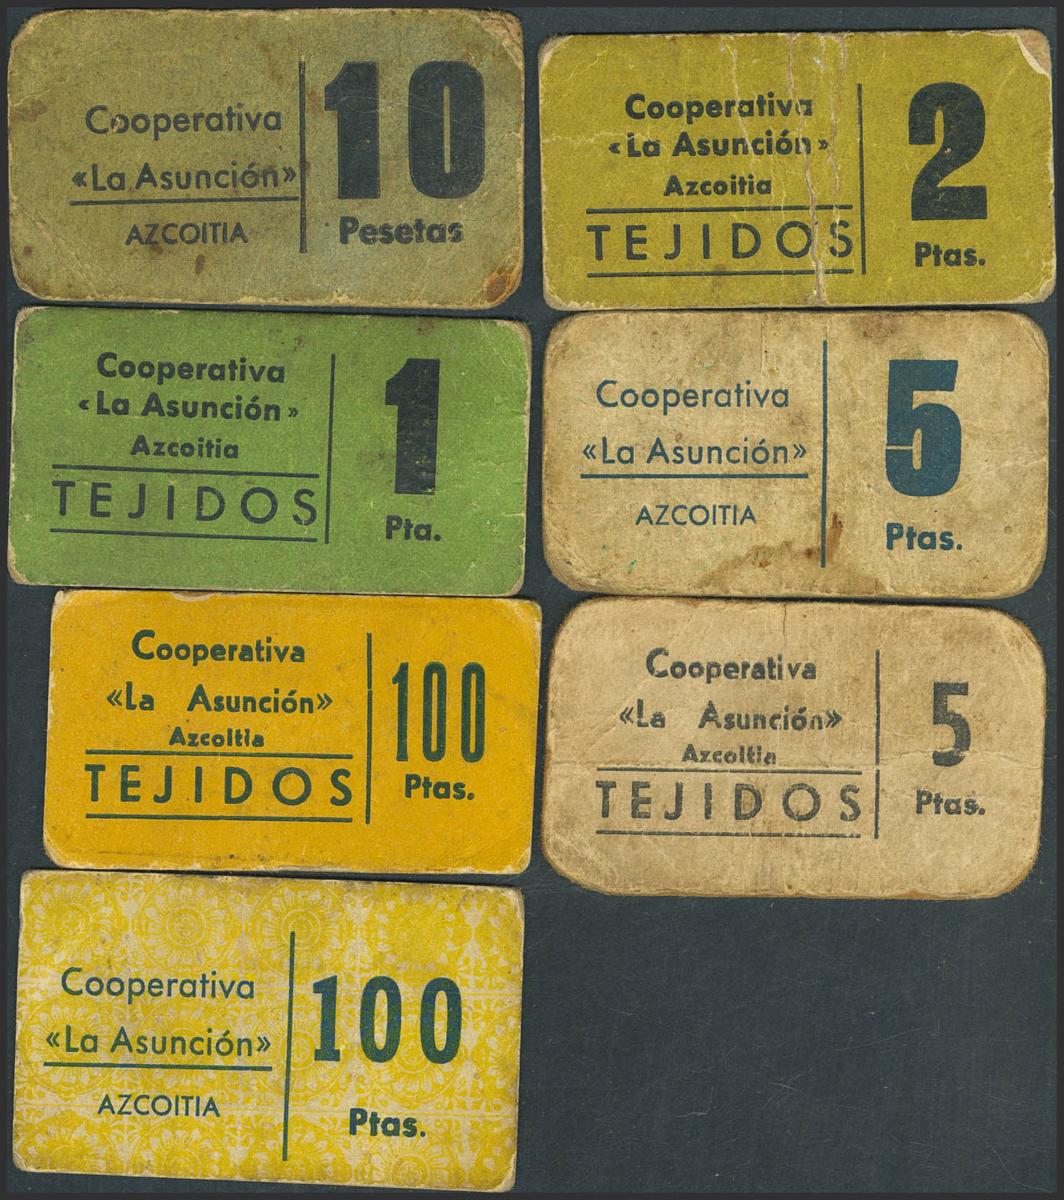 Cooperativa
«La Asunción»
AZCOITIA
10
Pesetas
Cooperativa
«La Asunción»
Azcoitia
TEJIDOS
2
Ptas.
Cooperativa
«La Asunción»
Azcoitia
TEJIDOS
1
Pta.
Cooperativa
«La Asunción»
AZCOITIA
5
Ptas.
Cooperativa
«La Asunción»
Azcoitia
TEJIDOS
100
Ptas.
Cooperativa
«La Asunción»
Azcoitia
TEJIDOS
5
Ptas.
Cooperativa
«La Asunción»
AZCOITIA
100
Ptas.